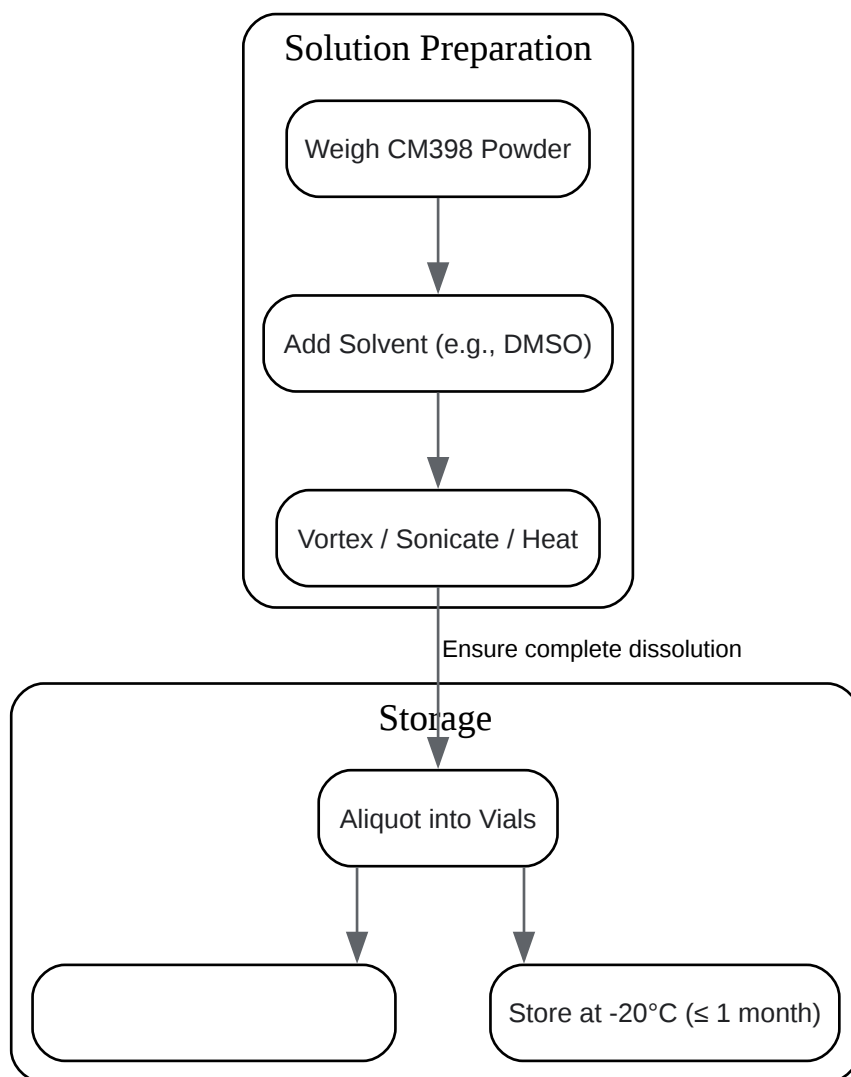 Solution Preparation
Weigh CM398 Powder
Add Solvent (e.g., DMSO)
Vortex / Sonicate / Heat
Ensure complete dissolution
Storage
Aliquot into Vials
Store at -20°C (≤ 1 month)